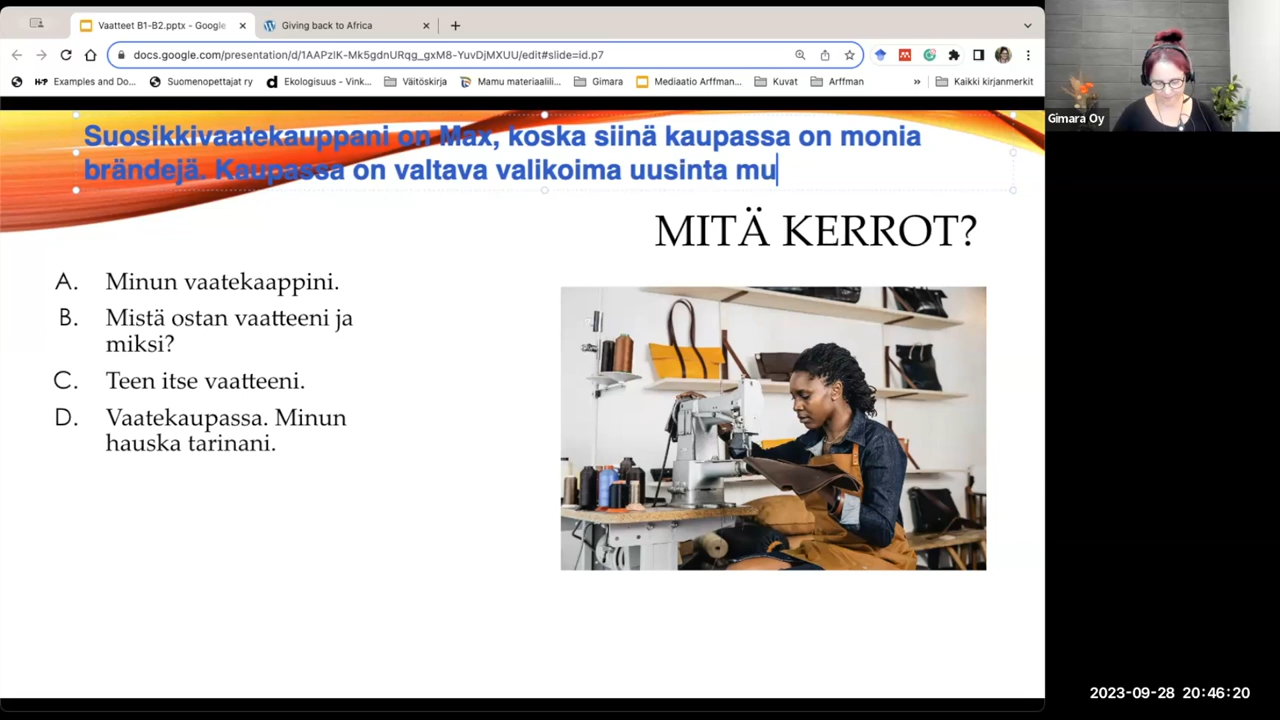 Vaatteet B1-B2.pptx - Google
Giving back to Africa
docs.google.com/presentation/d/1AAPzIK-Mk5gdnURqg_gxM8-YuvDjMXUU/edit#slide=id.p7
Examples and Do...
Suomenopettajat ry
Ekologisuus - Vink...
Väitöskirja
Mamu materiaalili...
Gimara
Mediaatio Arffman...
Kuvat
Arffman
»
Kaikki kirjanmerkit
Gimara Oy
Suosikkivaatekauppani on Max, koska siinä kaupassa on monia
brändejä. Kaupassa on valtava valikoima uusinta mu
MITÄ KERROT?
A. Minun vaatekaappini.
B. Mistä ostan vaatteeni ja
miksi?
C. Teen itse vaatteeni.
D. Vaatekaupassa. Minun
hauska tarinani.
2023-09-28 20:46:20